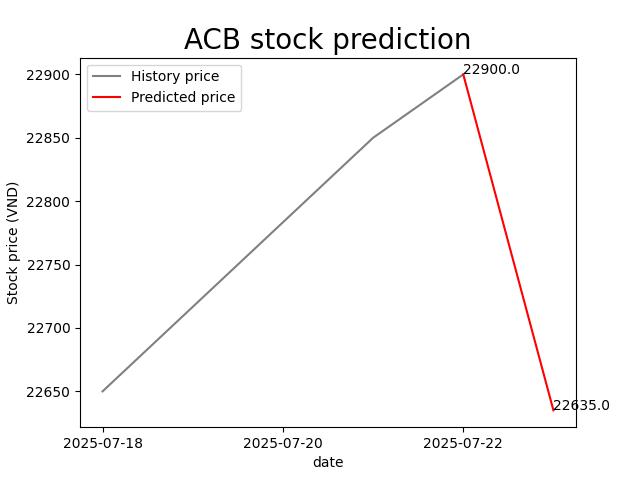 ACB stock prediction
History price
Predicted price
22900.0
22635.0
22900
22850
22800
22750
22700
22650
Stock price (VND)
2025-07-18
2025-07-20
2025-07-22
date